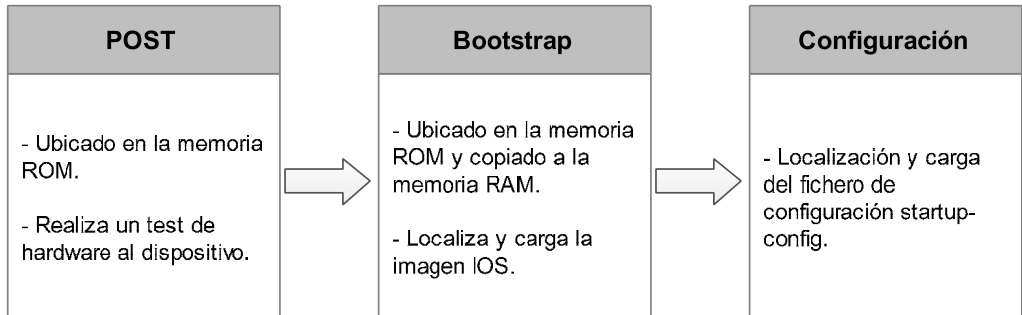 POST
- Ubicado en la memoria
ROM.
- Realiza un test de
hardware al dispositivo.
Bootstrap
- Ubicado en la memoria
ROM y copiado a la
memoria RAM.
- Localiza y carga la
imagen IOS.
Configuración
- Localización y carga
del fichero de
configuración startup-
config.